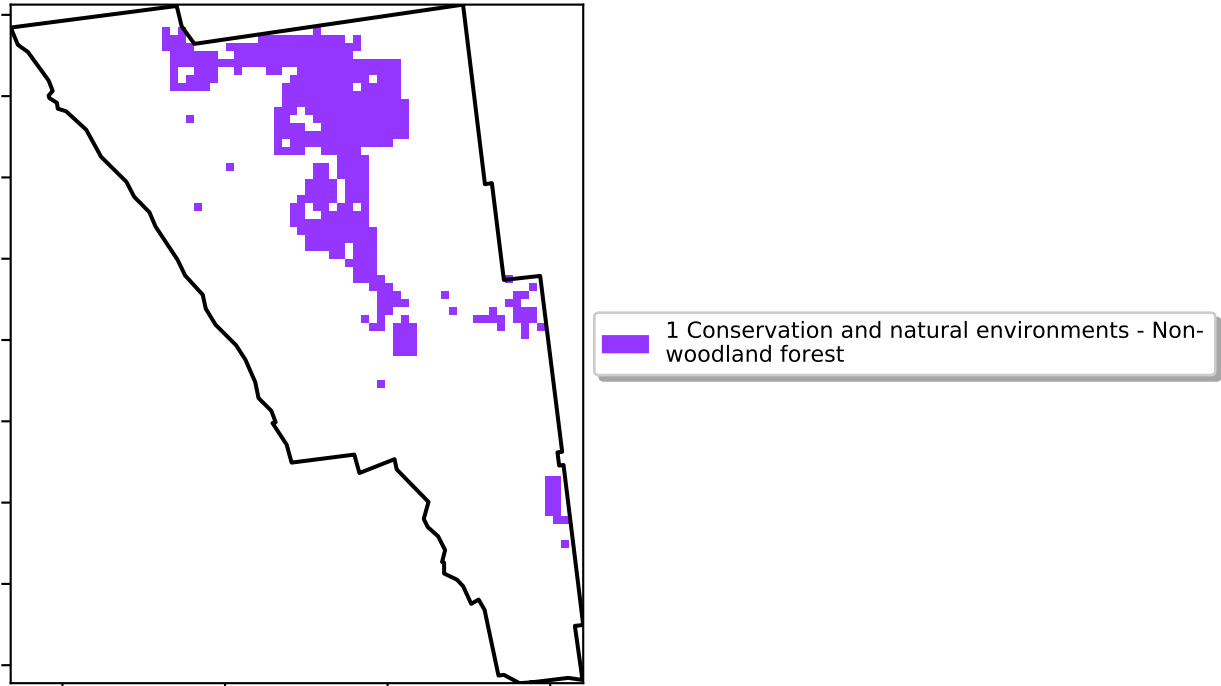 1 Conservation and natural environments - Non-
woodland forest